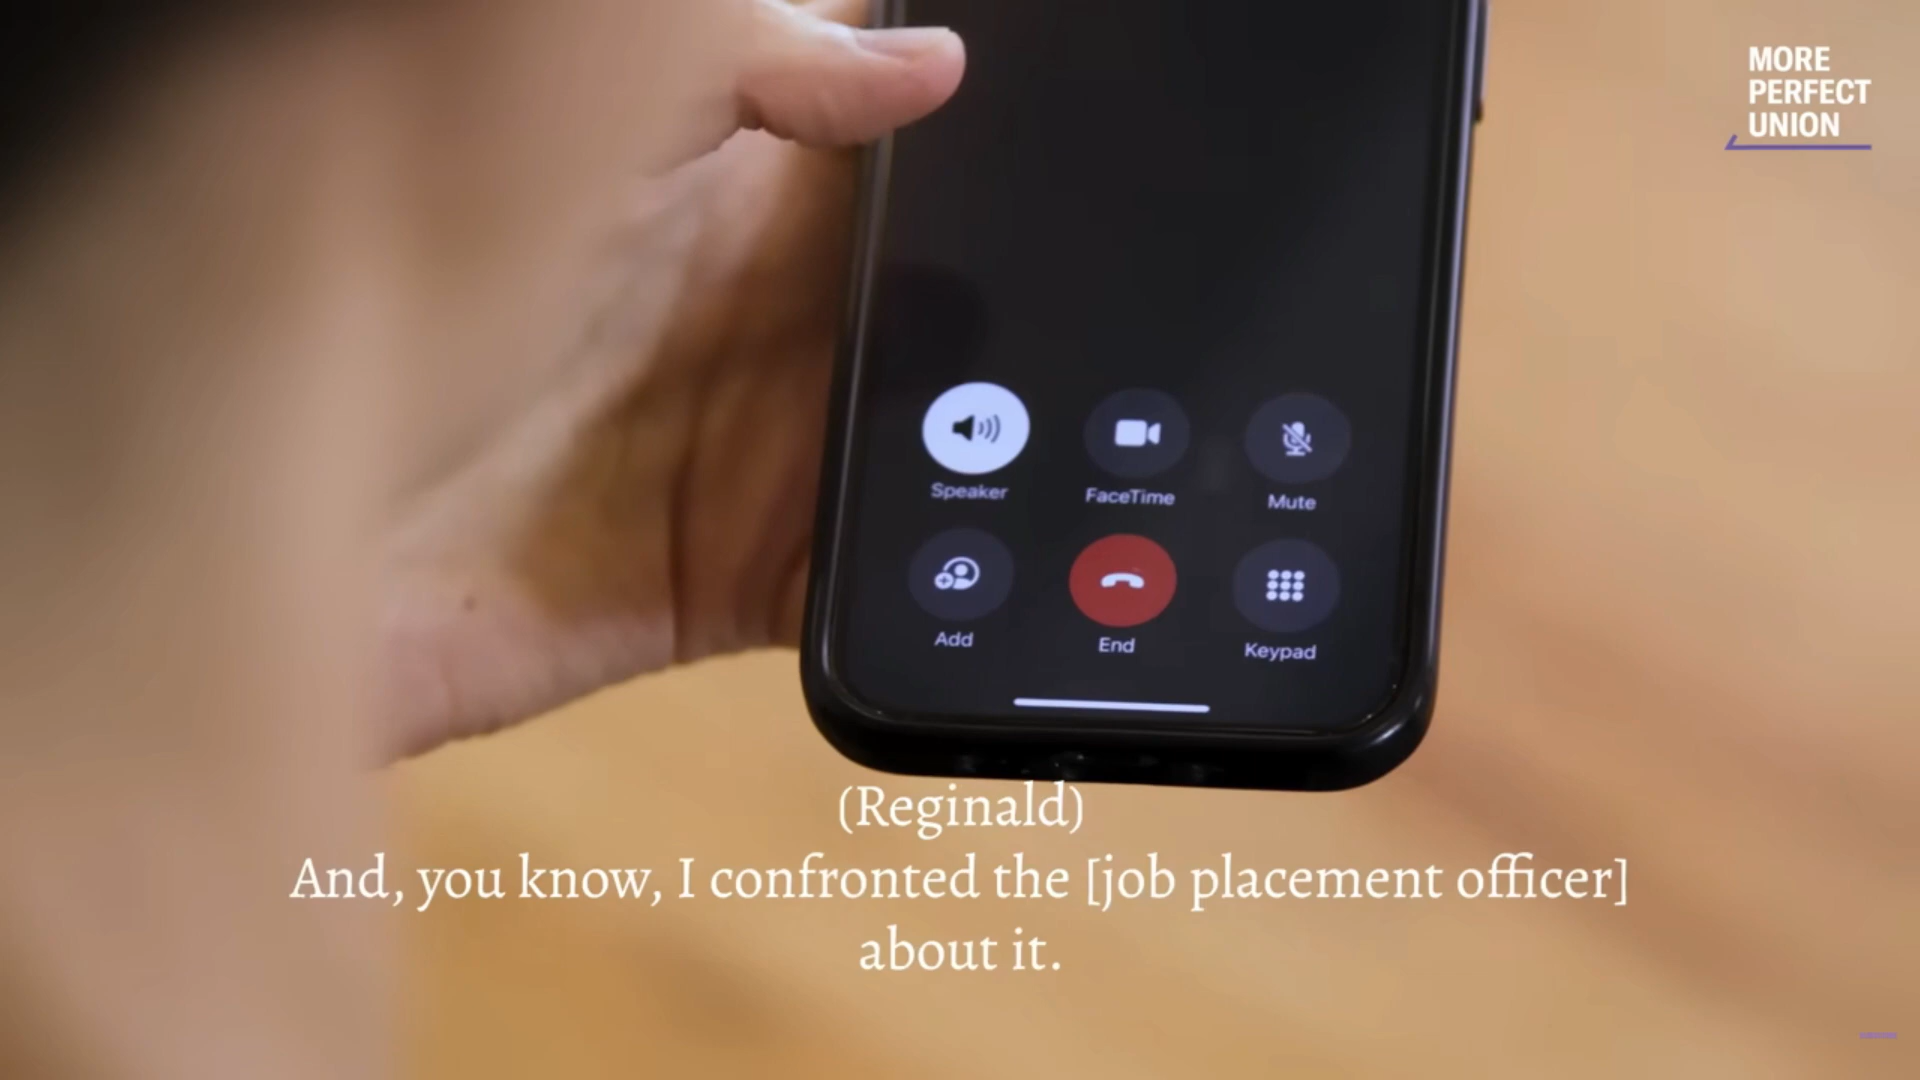 MORE
PERFECT
UNION
Speaker
FaceTime
Mute
Add
End
Keypad
(Reginald)
And, you know, I confronted the [job placement officer]
about it.